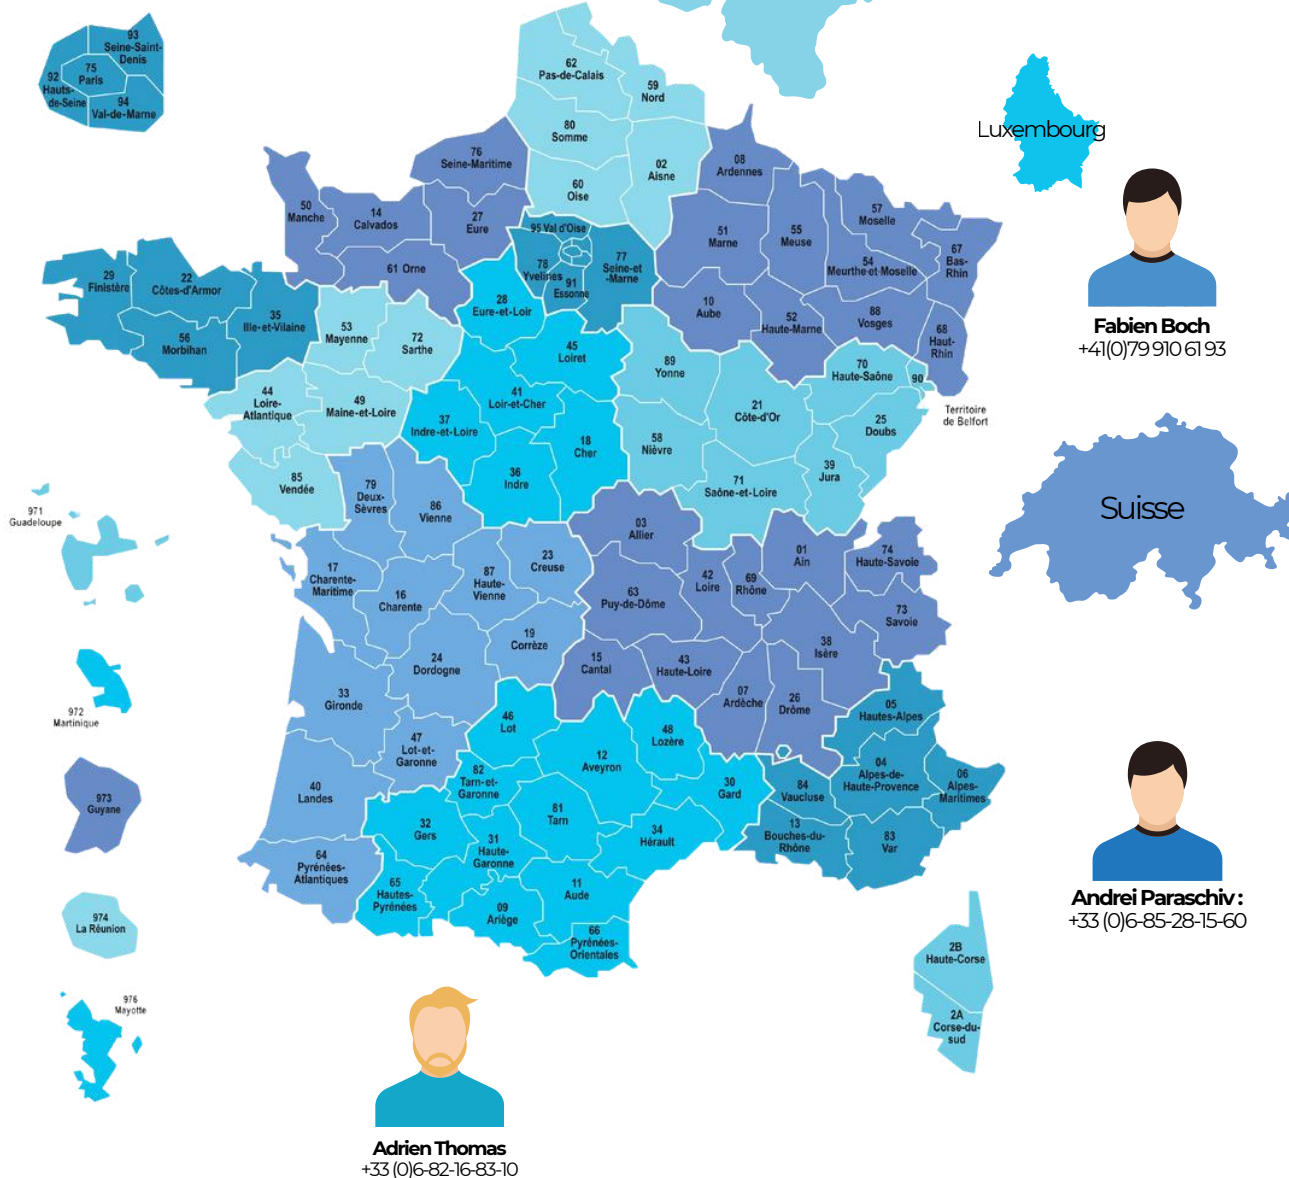 93
Seine-Saint-
Denis
75
Paris
92
Hauts-
de-Seine
94
Val-de-Marne
62
Pas-de-Calais
59
Nord
80
Somme
02
Aisne
60
Oise
76
Seine-Maritime
27
Eure
14
Calvados
50
Manche
61 Orne
08
Ardennes
51
Marne
55
Meuse
57
Moselle
54
Meurthe-et-Moselle
67
Bas-
Rhin
10
Aube
52
Haute-Marne
88
Vosges
68
Haut-
Rhin
95 Val d'Oise
78
Yvelines
91
Essonne
77
Seine-et
-Marne
29
Finistère
22
Côtes-d'Armor
35
Ille-et-Vilaine
56
Morbihan
53
Mayenne
72
Sarthe
44
Loire-
Atlantique
49
Maine-et-Loire
85
Vendée
28
Eure-et-Loir
45
Loiret
41
Loir-et-Cher
37
Indre-et-Loire
18
Cher
36
Indre
89
Yonne
21
Côte-d'Or
70
Haute-Saône
90
Territoire
de Belfort
25
Doubs
58
Nièvre
71
Saône-et-Loire
39
Jura
79
Deux-
Sèvres
86
Vienne
17
Charente-
Maritime
16
Charente
87
Haute-
Vienne
23
Creuse
19
Corrèze
24
Dordogne
33
Gironde
47
Lot-et-
Garonne
40
Landes
64
Pyrénées-
Atlantiques
03
Allier
63
Puy-de-Dôme
42
Loire
69
Rhône
01
Ain
74
Haute-Savoie
73
Savoie
38
Isère
15
Cantal
43
Haute-Loire
07
Ardèche
26
Drôme
46
Lot
12
Aveyron
48
Lozère
30
Gard
82
Tarn-et-
Garonne
81
Tarn
34
Hérault
32
Gers
31
Haute-
Garonne
65
Hautes-
Pyrénées
09
Ariège
11
Aude
66
Pyrénées-
Orientales
05
Hautes-Alpes
04
Alpes-de-
Haute-Provence
06
Alpes-
Maritimes
84
Vaucluse
13
Bouches-du-
Rhône
83
Var
2B
Haute-Corse
2A
Corse-du-
sud
971
Guadeloupe
972
Martinique
973
Guyane
974
La Réunion
976
Mayotte
Luxembourg
Fabien Boch
+41(0)79 910 61 93
Suisse
Andrei Paraschiv :
+33 (0)6-85-28-15-60
Adrien Thomas
+33 (0)6-82-16-83-10